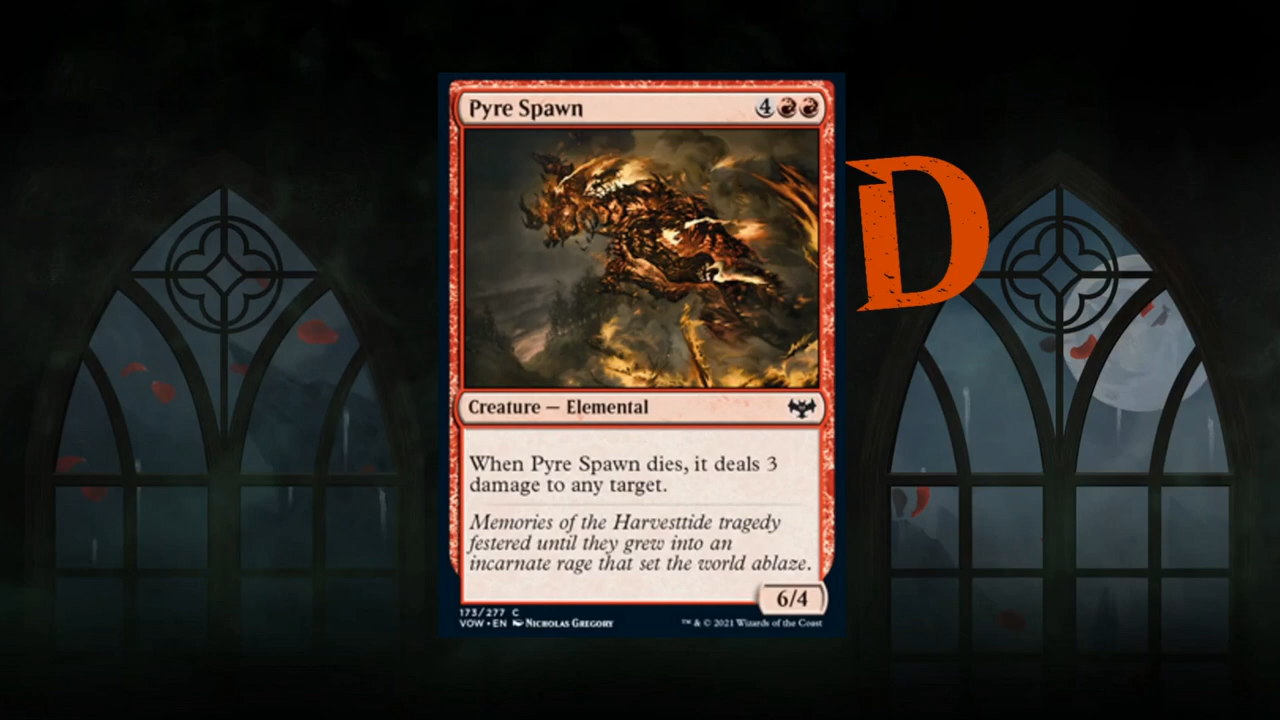 Pyre Spawn 4
D
Creature — Elemental
When Pyre Spawn dies, it deals 3
damage to any target.
Memories of the Harvesttide tragedy
festered until they grew into an
incarnate rage that set the world ablaze.
6/4
173/277 C
VOW • EN Nicholas Gregory ™ & © 2021 Wizards of the Coast